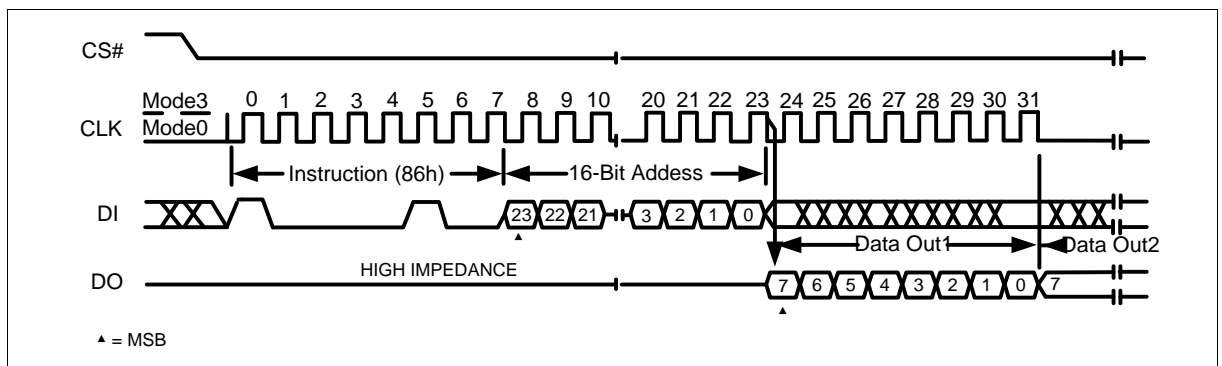 CS#
Mode3 0 1 2 3 4 5 6 7 8 9 10 20 21 22 23 24 25 26 27 28 29 30 31
CLK Mode0
Instruction (86h) 16-Bit Addess
DI 23 22 21 3 2 1 0
Data Out1 Data Out2
HIGH IMPEDANCE
DO 7 6 5 4 3 2 1 0 7
▲ = MSB